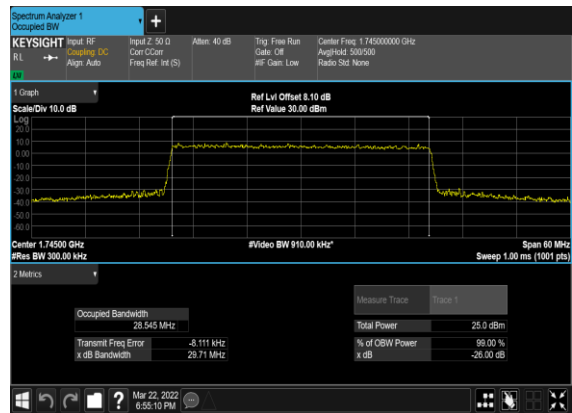 Spectrum Analyzer 1
Occupied BW
+
KEYSIGHT Input: RF Input Z: 50 Ω Atten: 40 dB Trig: Free Run Center Freq: 1.745000000 GHz
R L Coupling: DC Corr CCorr Gate: Off Avg|Hold: 500/500
Align: Auto Freq Ref: Int (S) #IF Gain: Low Radio Std: None
LW
1 Graph Ref Lvl Offset 8.10 dB
Scale/Div 10.0 dB Ref Value 30.00 dBm
Log
20.0
10.0
0.00
-10.0
-20.0
-30.0
-40.0
-50.0
-60.0
Center 1.74500 GHz #Video BW 910.00 kHz* Span 60 MHz
#Res BW 300.00 kHz Sweep 1.00 ms (1001 pts)
2 Metrics
Measure Trace Trace 1
Occupied Bandwidth
28.545 MHz Total Power 25.0 dBm
Transmit Freq Error -8.111 kHz % of OBW Power 99.00 %
x dB Bandwidth 29.71 MHz x dB -26.00 dB
? Mar 22, 2022
6:55:10 PM